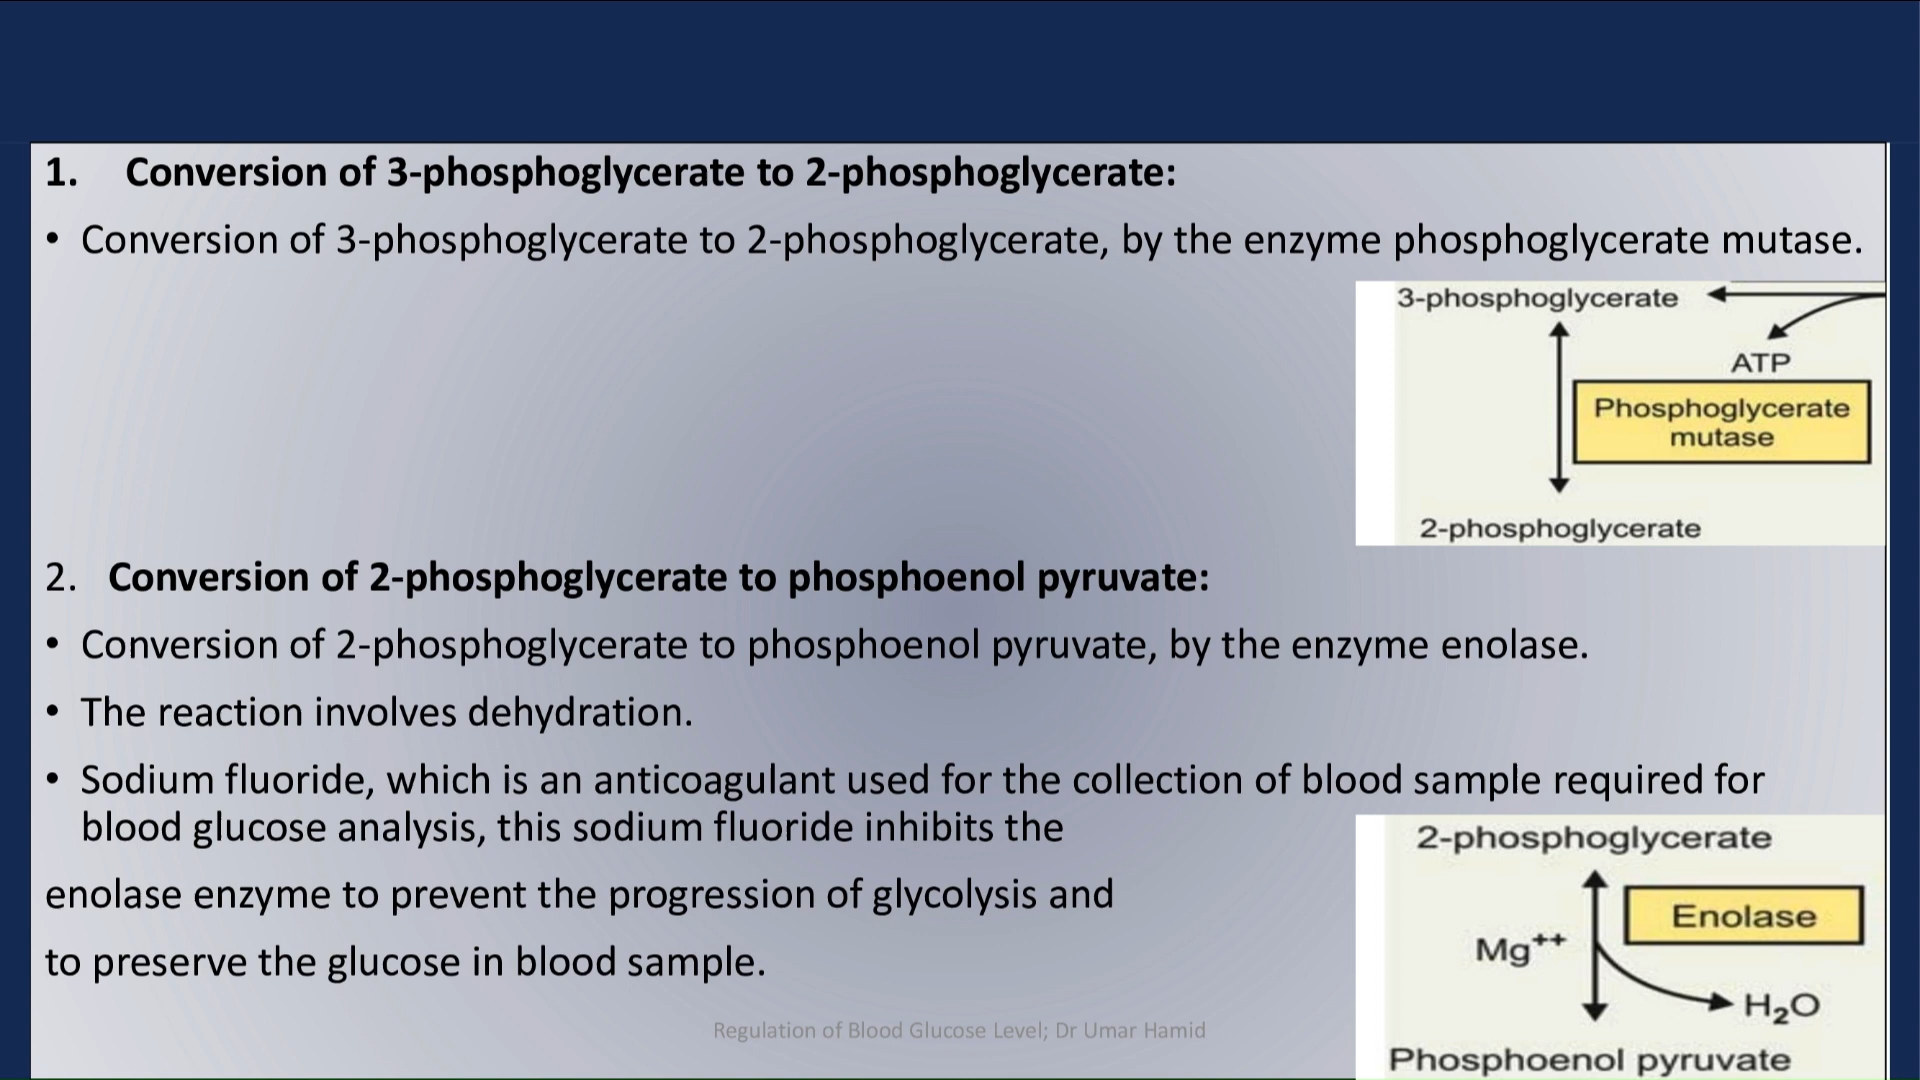 1. Conversion of 3-phosphoglycerate to 2-phosphoglycerate:
• Conversion of 3-phosphoglycerate to 2-phosphoglycerate, by the enzyme phosphoglycerate mutase.
3-phosphoglycerate
ATP
Phosphoglycerate
mutase
2-phosphoglycerate
2. Conversion of 2-phosphoglycerate to phosphoenol pyruvate:
• Conversion of 2-phosphoglycerate to phosphoenol pyruvate, by the enzyme enolase.
• The reaction involves dehydration.
• Sodium fluoride, which is an anticoagulant used for the collection of blood sample required for
blood glucose analysis, this sodium fluoride inhibits the
enolase enzyme to prevent the progression of glycolysis and
to preserve the glucose in blood sample.
2-phosphoglycerate
Enolase
Mg⁺⁺
H₂O
Phosphoenol pyruvate
Regulation of Blood Glucose Level; Dr Umar Hamid